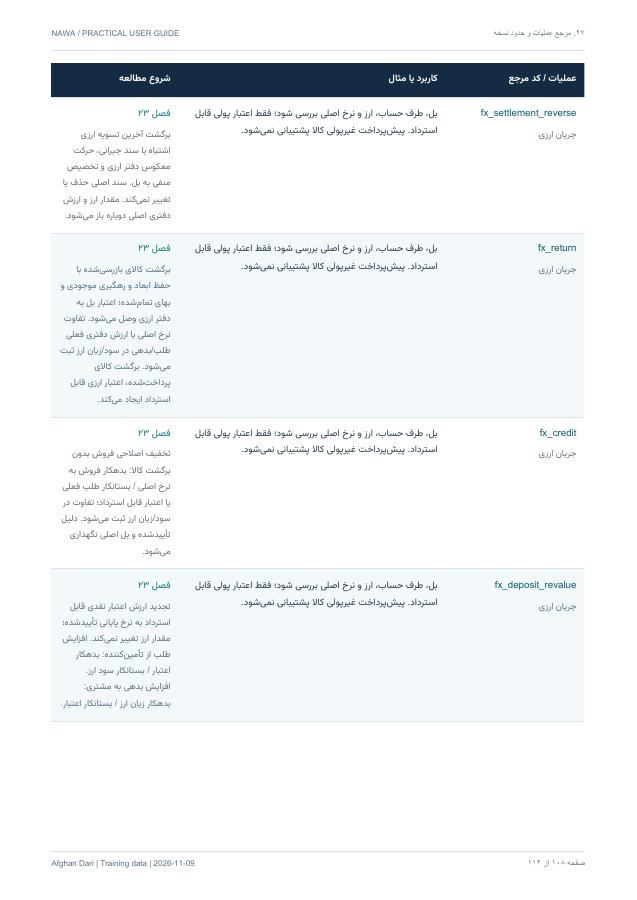 NAWA / PRACTICAL USER GUIDE
۲۷. مرجع عملیات و حدود نسخه
عملیات / کد مرجع
کاربرد یا مثال
شروع مطالعه
fx_settlement_reverse
جریان ارزی
بل، طرف حساب، ارز و نرخ اصلی بررسی شود؛ فقط اعتبار پولی قابل
استرداد. پیش‌پرداخت غیرپولی کالا پشتیبانی نمی‌شود.
فصل ۲۳
برگشت آخرین تسویه ارزی
اشتباه با سند جبرانی، حرکت
معکوس دفتر ارزی و تخصیص
منفی به بل. سند اصلی حذف یا
تغییر نمی‌کند. مقدار ارز و ارزش
دفتری اصلی دوباره باز می‌شود.
fx_return
جریان ارزی
بل، طرف حساب، ارز و نرخ اصلی بررسی شود؛ فقط اعتبار پولی قابل
استرداد. پیش‌پرداخت غیرپولی کالا پشتیبانی نمی‌شود.
فصل ۲۳
برگشت کالای بازرسی‌شده با
حفظ ابعاد و رهگیری موجودی و
بهای تمام‌شده؛ اعتبار بل به
دفتر ارزی وصل می‌شود. تفاوت
نرخ اصلی با ارزش دفتری فعلی
طلب/بدهی در سود/زیان ارز ثبت
می‌شود. برگشت کالای
پرداخت‌شده، اعتبار ارزی قابل
استرداد ایجاد می‌کند.
fx_credit
جریان ارزی
بل، طرف حساب، ارز و نرخ اصلی بررسی شود؛ فقط اعتبار پولی قابل
استرداد. پیش‌پرداخت غیرپولی کالا پشتیبانی نمی‌شود.
فصل ۲۳
تخفیف اصلاحی فروش بدون
برگشت کالا: بدهکار فروش به
نرخ اصلی / بستانکار طلب فعلی
یا اعتبار قابل استرداد؛ تفاوت در
سود/زیان ارز ثبت می‌شود. دلیل
تأییدشده و بل اصلی نگهداری
می‌شود.
fx_deposit_revalue
جریان ارزی
بل، طرف حساب، ارز و نرخ اصلی بررسی شود؛ فقط اعتبار پولی قابل
استرداد. پیش‌پرداخت غیرپولی کالا پشتیبانی نمی‌شود.
فصل ۲۳
تجدید ارزش اعتبار نقدی قابل
استرداد به نرخ پایانی تأییدشده؛
مقدار ارز تغییر نمی‌کند. افزایش
طلب از تأمین‌کننده: بدهکار
اعتبار / بستانکار سود ارز.
افزایش بدهی به مشتری:
بدهکار زیان ارز / بستانکار اعتبار.
Afghan Dari | Training data | 2026-11-09
صفحه ۱۰۸ از ۱۱۲